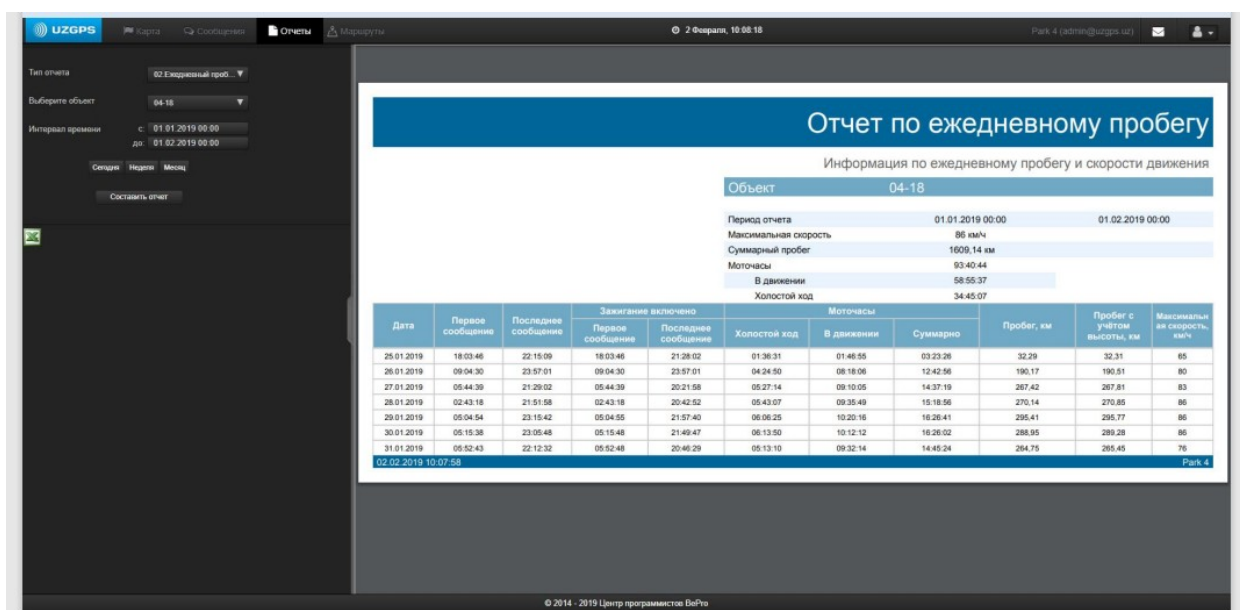 UZGPS Карта Сообщения Отчеты Маршруты 2 Февраля, 10:08:18 Park 4 (admin@uzgps.uz)
Тип отчета 02.Ежедневный проб...
Выберите объект 04-18
Интервал времени с: 01.01.2019 00:00
до: 01.02.2019 00:00
Сегодня Неделя Месяц
Составить отчет
Отчет по ежедневному пробегу
Информация по ежедневному пробегу и скорости движения
Объект 04-18
Период отчета 01.01.2019 00:00 01.02.2019 00:00
Максимальная скорость 86 км/ч
Суммарный пробег 1609,14 км
Моточасы 93:40:44
В движении 58:55:37
Холостой ход 34:45:07
Дата Первое сообщение Последнее сообщение Зажигание включено Моточасы Пробег, км Пробег с учётом высоты, км Максимальная скорость, км/ч
Первое сообщение Последнее сообщение Холостой ход В движении Суммарно
25.01.2019 18:03:46 22:15:09 18:03:46 21:28:02 01:36:31 01:46:55 03:23:26 32,29 32,31 65
26.01.2019 09:04:30 23:57:01 09:04:30 23:57:01 04:24:50 08:18:06 12:42:56 190,17 190,51 80
27.01.2019 05:44:39 21:29:02 05:44:39 20:21:58 05:27:14 09:10:05 14:37:19 267,42 267,81 83
28.01.2019 02:43:18 21:51:58 02:43:18 20:42:52 05:43:07 09:35:49 15:18:56 270,14 270,85 86
29.01.2019 05:04:54 23:15:42 05:04:55 21:57:40 06:06:25 10:20:16 16:26:41 295,41 295,77 86
30.01.2019 05:15:38 23:05:48 05:15:48 21:49:47 06:13:50 10:12:12 16:26:02 288,95 289,28 86
31.01.2019 05:52:43 22:12:32 05:52:48 20:46:29 05:13:10 09:32:14 14:45:24 264,75 265,45 76
02.02.2019 10:07:58 Park 4
© 2014 - 2019 Центр программистов BePro